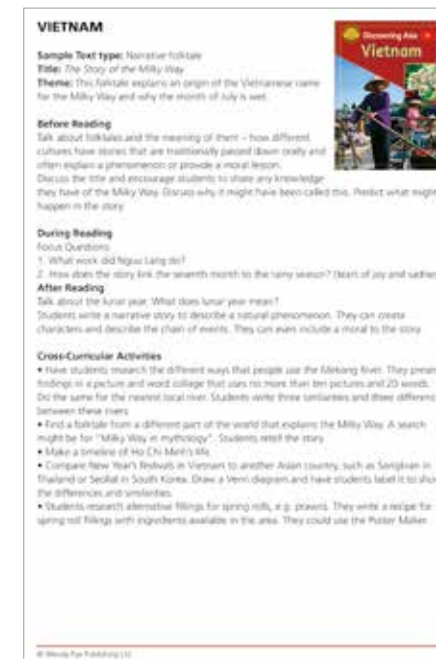 VIETNAM
Discovering Asia
Vietnam
Sample Text type: Narrative folktale
Title: The Story of the Milky Way
Theme: This folktale explains an origin of the Vietnamese name
for the Milky Way and why the month of July is wet.
Before Reading
Talk about folktales and the meaning of them – how different
cultures have stories that are traditionally passed down orally and
often explain a phenomenon or provide a moral lesson.
Discuss the title and encourage students to share any knowledge
they have of the Milky Way. Discuss why it might have been called this. Predict what might
happen in the story.
During Reading
Focus Questions:
1. What work did Nguu Lang do?
2. How does the story link the seventh month to the rainy season? (tears of joy and sadnes
After Reading
Talk about the lunar year. What does lunar year mean?
Students write a narrative story to describe a natural phenomenon. They can create
characters and describe the chain of events. They can even include a moral to the story.
Cross-Curricular Activities
• Have students research the different ways that people use the Mekong River. They presen
findings in a picture and word collage that uses no more than ten pictures and 20 words.
Do the same for the nearest local river. Students write three similarities and three differenc
between these rivers.
• Find a folktale from a different part of the world that explains the Milky Way. A search
might be for "Milky Way in mythology". Students retell the story.
• Make a timeline of Ho Chi Minh's life.
• Compare New Year's festivals in Vietnam to another Asian country, such as Songkran in
Thailand or Seollal in South Korea. Draw a Venn diagram and have students label it to show
the differences and similarities.
• Students research alternative fillings for spring rolls, e.g. prawns. They write a recipe for
spring roll fillings with ingredients available in the area. They could use the Poster Maker.
© Wendy Pye Publishing Ltd